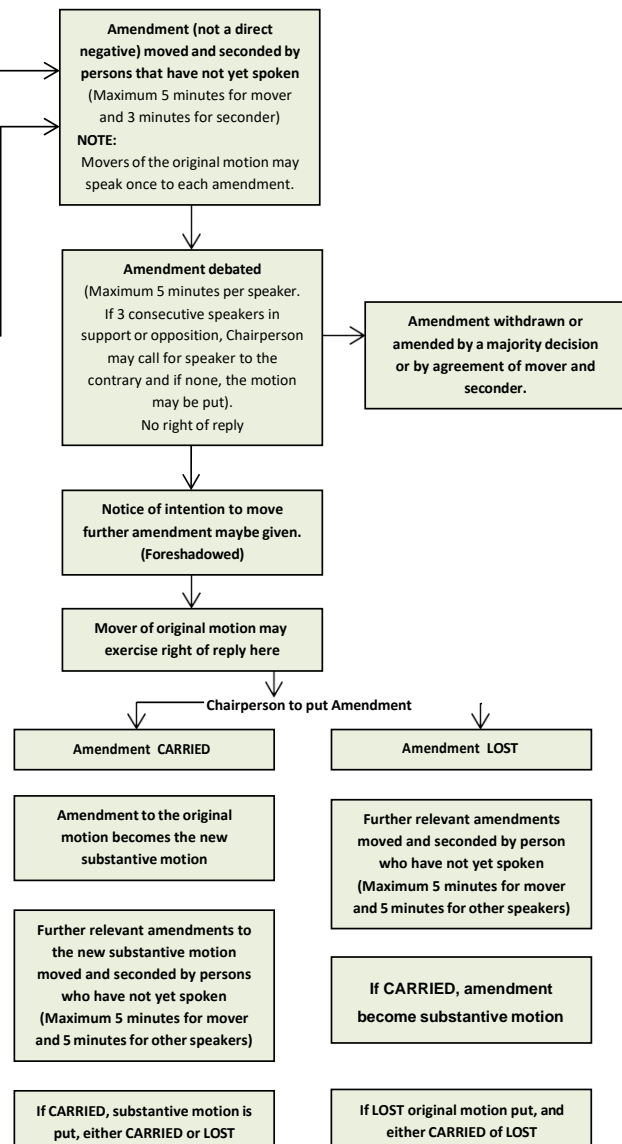 Amendment (not a direct
negative) moved and seconded by
persons that have not yet spoken
(Maximum 5 minutes for mover
and 3 minutes for seconder)
NOTE:
Movers of the original motion may
speak once to each amendment.
Amendment debated
(Maximum 5 minutes per speaker.
If 3 consecutive speakers in
support or opposition, Chairperson
may call for speaker to the
contrary and if none, the motion
may be put).
No right of reply
Amendment withdrawn or
amended by a majority decision
or by agreement of mover and
seconder.
Notice of intention to move
further amendment maybe given.
(Foreshadowed)
Mover of original motion may
exercise right of reply here
Chairperson to put Amendment
Amendment CARRIED
Amendment to the original
motion becomes the new
substantive motion
Further relevant amendments to
the new substantive motion
moved and seconded by persons
who have not yet spoken
(Maximum 5 minutes for mover
and 5 minutes for other speakers)
If CARRIED, substantive motion is
put, either CARRIED or LOST
Amendment LOST
Further relevant amendments
moved and seconded by person
who have not yet spoken
(Maximum 5 minutes for mover
and 5 minutes for other speakers)
If CARRIED, amendment
become substantive motion
If LOST original motion put, and
either CARRIED of LOST